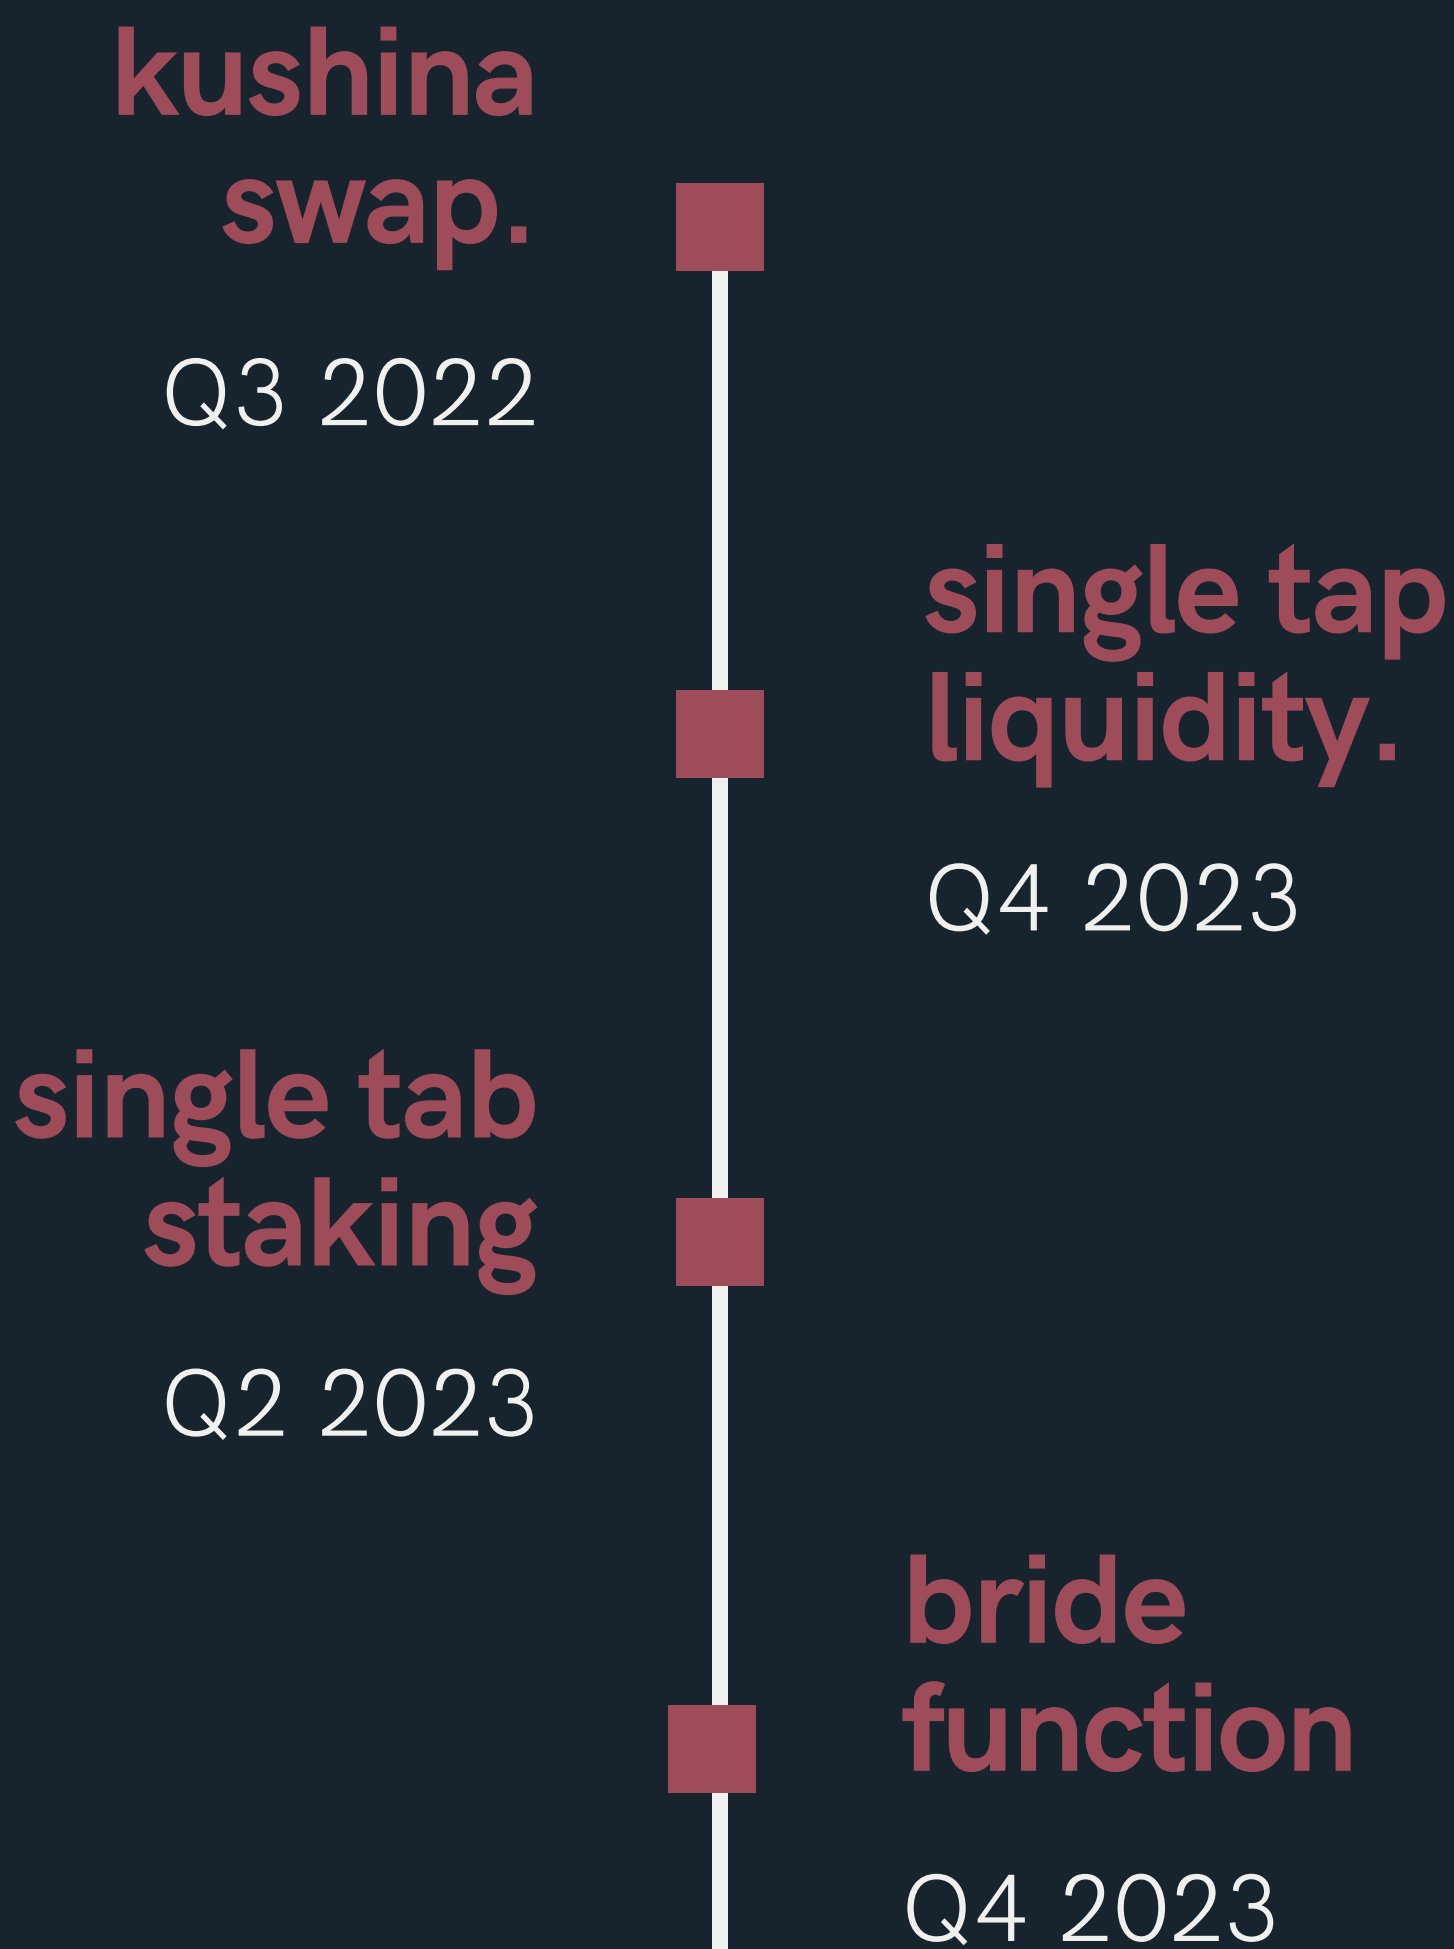 kushina
swap.
Q3 2022
single tap
liquidity.
Q4 2023
single tab
staking
Q2 2023
bride
function
Q4 2023